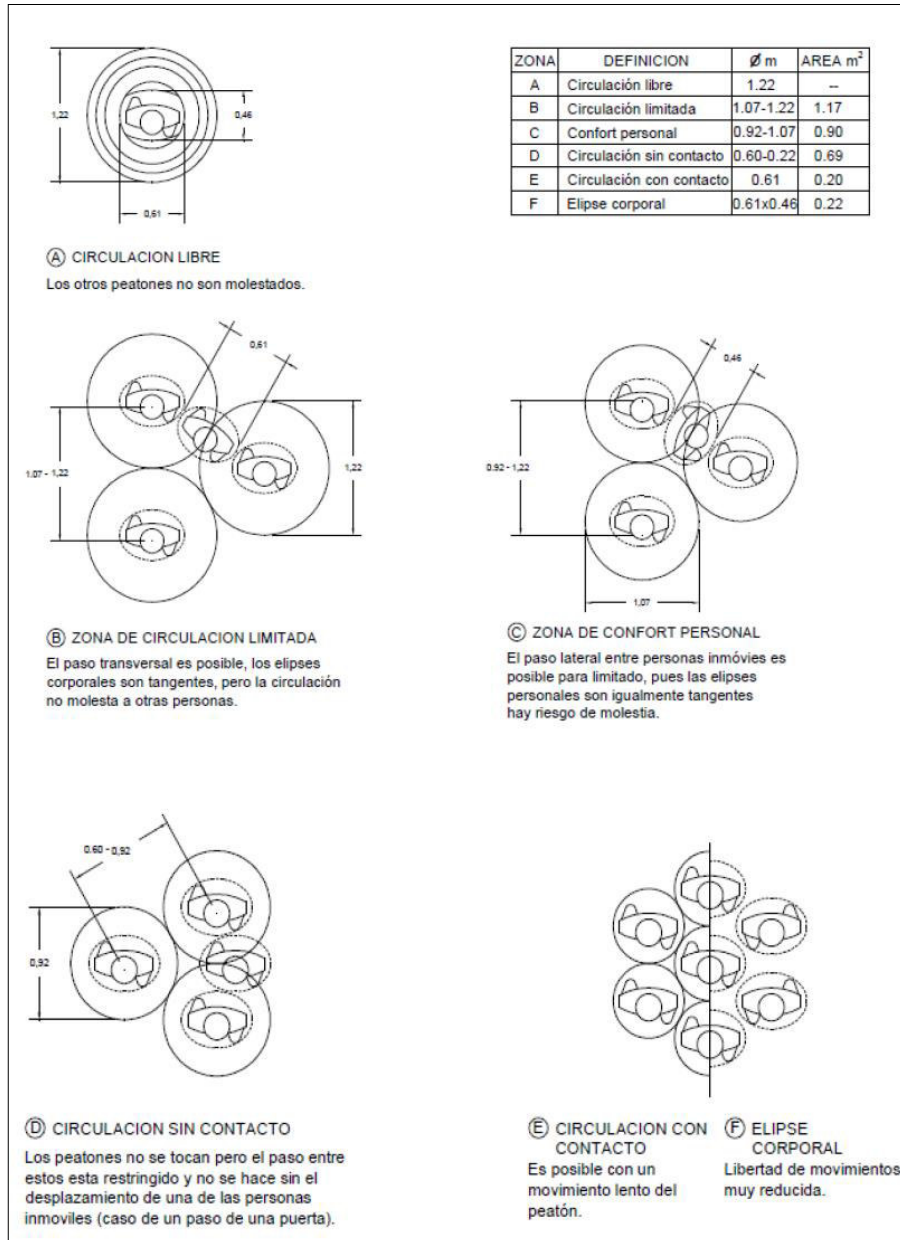 1,22
0,46
0,61
ZONA DEFINICION Ø m AREA m²
A Circulación libre 1.22 --
B Circulación limitada 1.07-1.22 1.17
C Confort personal 0.92-1.07 0.90
D Circulación sin contacto 0.60-0.22 0.69
E Circulación con contacto 0.61 0.20
F Elipse corporal 0.61x0.46 0.22
A CIRCULACION LIBRE
Los otros peatones no son molestados.
0,61
1.07 - 1,22
1,22
B ZONA DE CIRCULACION LIMITADA
El paso transversal es posible, los elipses
corporales son tangentes, pero la circulación
no molesta a otras personas.
0,46
0.92 - 1,22
1,07
C ZONA DE CONFORT PERSONAL
El paso lateral entre personas inmóvies es
posible para limitado, pues las elipses
personales son igualmente tangentes
hay riesgo de molestia.
0.60 - 0,92
0,92
D CIRCULACION SIN CONTACTO
Los peatones no se tocan pero el paso entre
estos esta restringido y no se hace sin el
desplazamiento de una de las personas
inmoviles (caso de un paso de una puerta).
E CIRCULACION CON
CONTACTO
Es posible con un
movimiento lento del
peatón.
F ELIPSE
CORPORAL
Libertad de movimientos
muy reducida.